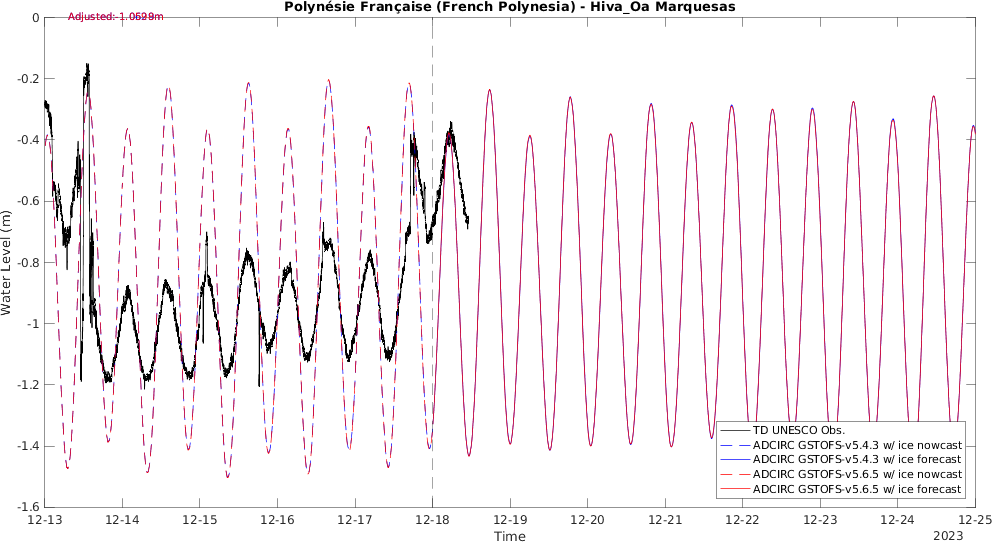 Polynésie Française (French Polynesia) - Hiva_Oa Marquesas
Adjusted:
0
-0.2
-0.4
-0.6
-0.8
-1
-1.2
-1.4
-1.6
Water Level (m)
TD UNESCO Obs.
ADCIRC GSTOFS-v5.4.3 w/ ice nowcast
ADCIRC GSTOFS-v5.4.3 w/ ice forecast
ADCIRC GSTOFS-v5.6.5 w/ ice nowcast
ADCIRC GSTOFS-v5.6.5 w/ ice forecast
12-13 12-14 12-15 12-16 12-17 12-18 12-19 12-20 12-21 12-22 12-23 12-24 12-25
Time
2023